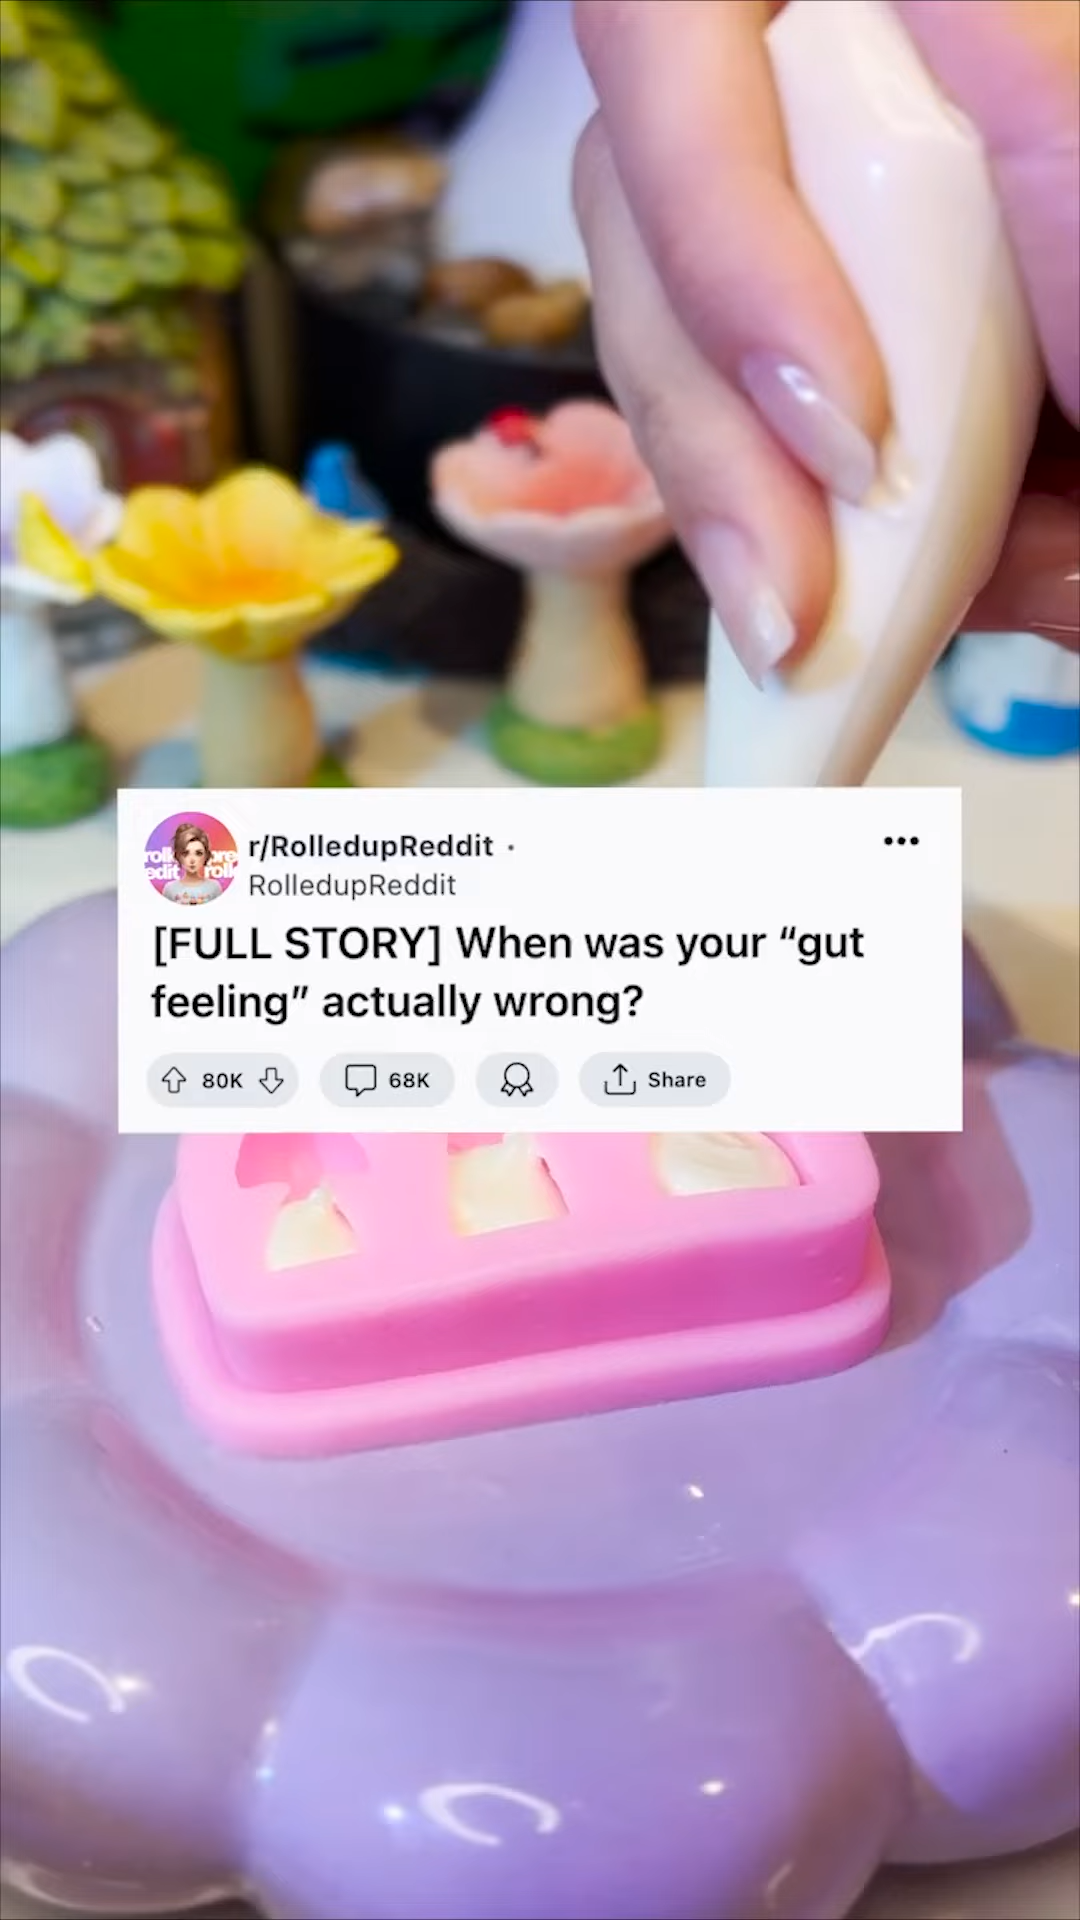 r/RolledupReddit ·
RolledupReddit
[FULL STORY] When was your “gut
feeling” actually wrong?
80K
68K
Share